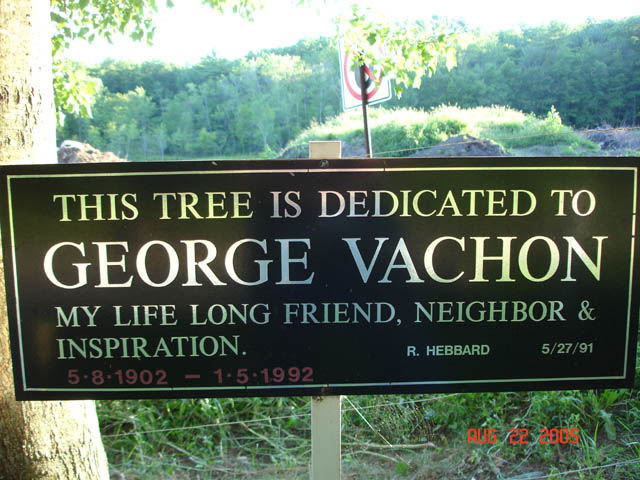 THIS TREE IS DEDICATED TO
GEORGE VACHON
MY LIFE LONG FRIEND, NEIGHBOR &
INSPIRATION. R. HEBBARD 5/27/91
5·8·1902 — 1·5·1992
AUG 22 2005